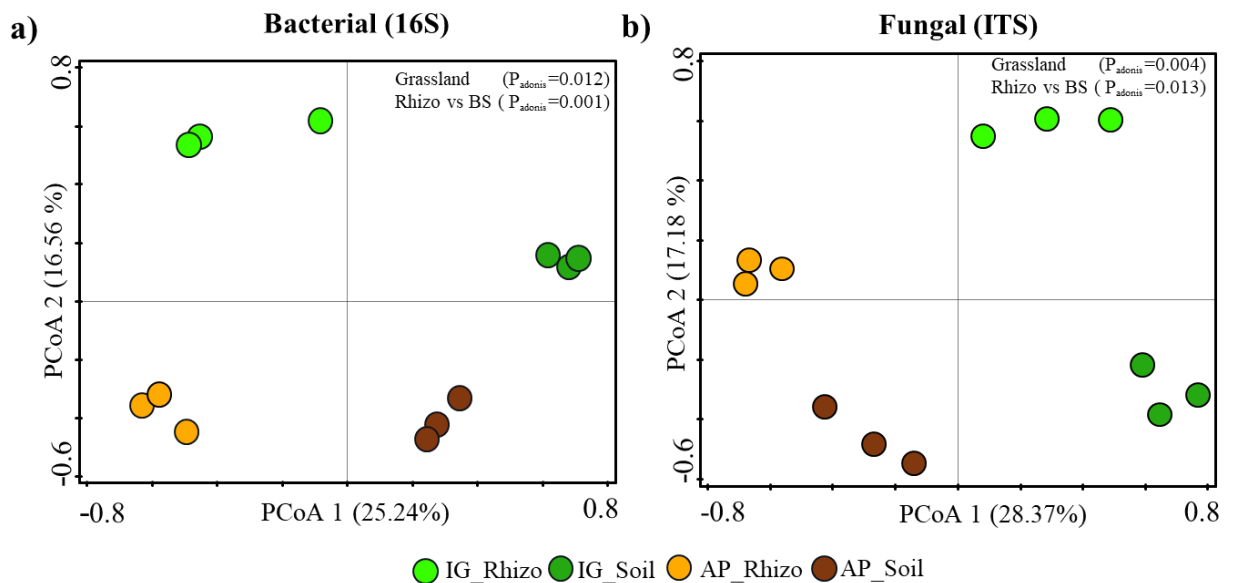 a)
Bacterial (16S)
Grassland (Padonis=0.012)
Rhizo vs BS ( Padonis=0.001)
0.8
PCoA 2 (16.56 %)
-0.6
-0.8
PCoA 1 (25.24%)
0.8
b)
Fungal (ITS)
Grassland (Padonis=0.004)
Rhizo vs BS ( Padonis=0.013)
0.8
PCoA 2 (17.18 %)
-0.6
-0.8
PCoA 1 (28.37%)
0.8
IG_Rhizo IG_Soil AP_Rhizo AP_Soil